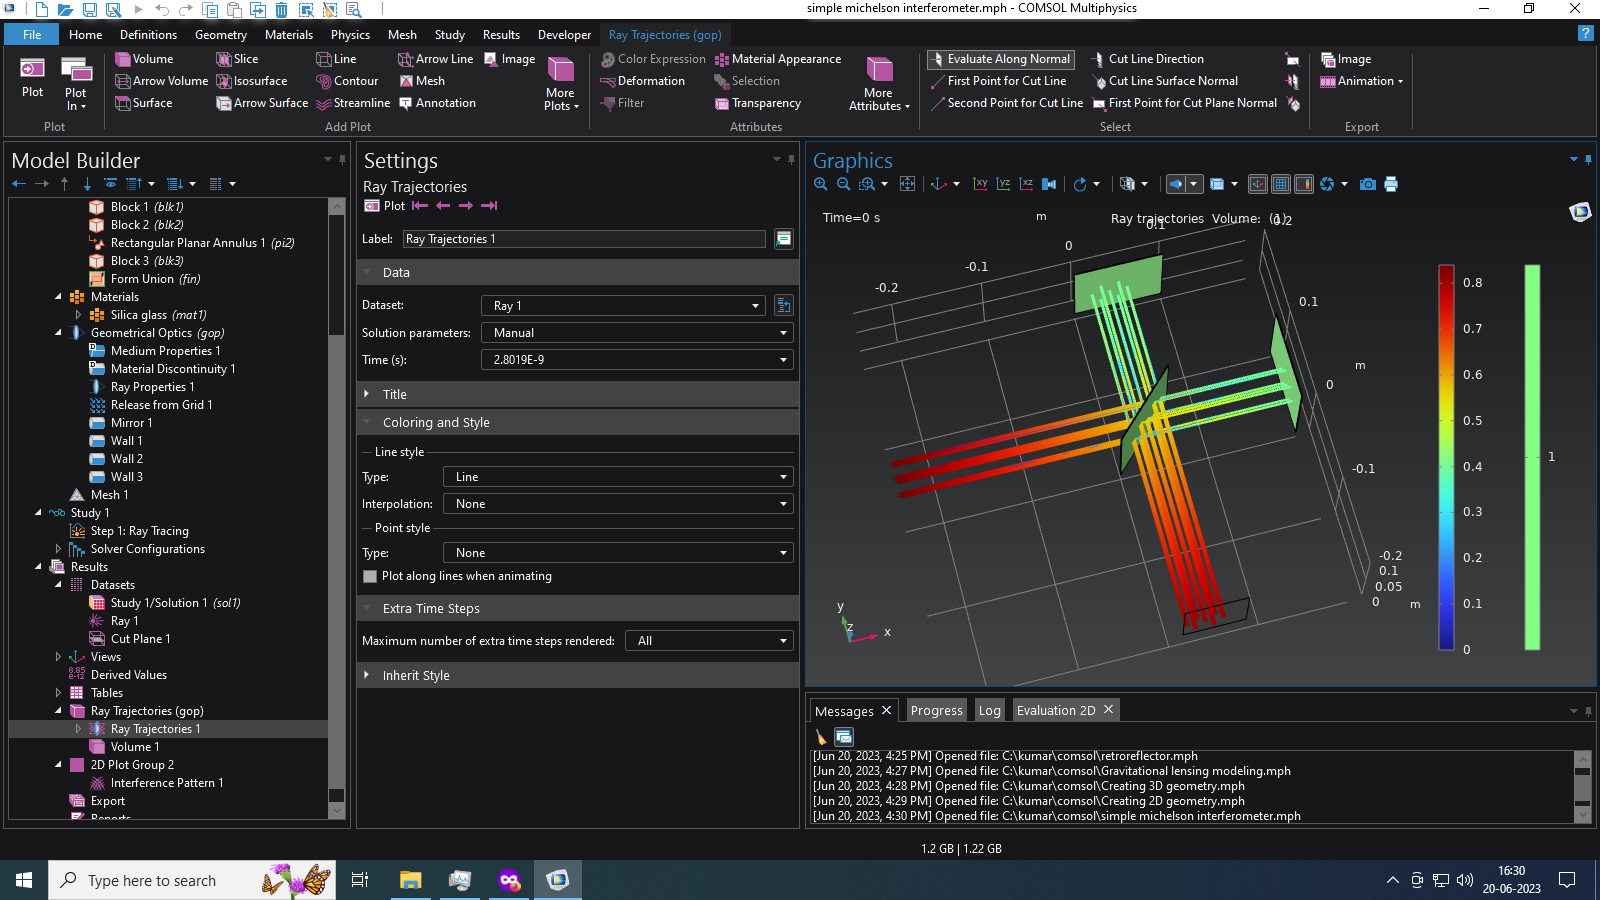 simple michelson interferometer.mph - COMSOL Multiphysics
File Home Definitions Geometry Materials Physics Mesh Study Results Developer Ray Trajectories (gop) ?
Volume Slice Line Arrow Line Image Color Expression Material Appearance Evaluate Along Normal Cut Line Direction Image
Arrow Volume Isosurface Contour Mesh Deformation Selection First Point for Cut Line Cut Line Surface Normal Animation
Surface Arrow Surface Streamline Annotation Filter Transparency Second Point for Cut Line First Point for Cut Plane Normal
Plot
Plot In
More Plots
More Attributes
Plot Add Plot Attributes Select Export
Model Builder
Block 1 (blk1)
Block 2 (blk2)
Rectangular Planar Annulus 1 (pi2)
Block 3 (blk3)
Form Union (fin)
Materials
Silica glass (mat1)
Geometrical Optics (gop)
Medium Properties 1
Material Discontinuity 1
Ray Properties 1
Release from Grid 1
Mirror 1
Wall 1
Wall 2
Wall 3
Mesh 1
Study 1
Step 1: Ray Tracing
Solver Configurations
Results
Datasets
Study 1/Solution 1 (sol1)
Ray 1
Cut Plane 1
Views
Derived Values
Tables
Ray Trajectories (gop)
Ray Trajectories 1
Volume 1
2D Plot Group 2
Interference Pattern 1
Export
Reports
Settings
Ray Trajectories
Plot
Label: Ray Trajectories 1
Data
Dataset: Ray 1
Solution parameters: Manual
Time (s): 2.8019E-9
Title
Coloring and Style
Line style
Type: Line
Interpolation: None
Point style
Type: None
Plot along lines when animating
Extra Time Steps
Maximum number of extra time steps rendered: All
Inherit Style
Graphics
xy yz xz
Time=0 s m Ray trajectories Volume: (1)
0.2
0.1
0
-0.1
-0.2
0.1
m
0
-0.1
-0.2
0.1
0.05
0 m
y
z x
0.8
0.7
0.6
0.5
0.4
0.3
0.2
0.1
0
1
Messages Progress Log Evaluation 2D
[Jun 20, 2023, 4:25 PM] Opened file: C:\kumar\comsol\retroreflector.mph
[Jun 20, 2023, 4:27 PM] Opened file: C:\kumar\comsol\Gravitational lensing modeling.mph
[Jun 20, 2023, 4:28 PM] Opened file: C:\kumar\comsol\Creating 3D geometry.mph
[Jun 20, 2023, 4:29 PM] Opened file: C:\kumar\comsol\Creating 2D geometry.mph
[Jun 20, 2023, 4:30 PM] Opened file: C:\kumar\comsol\simple michelson interferometer.mph
1.2 GB | 1.22 GB
Type here to search
16:30
20-06-2023